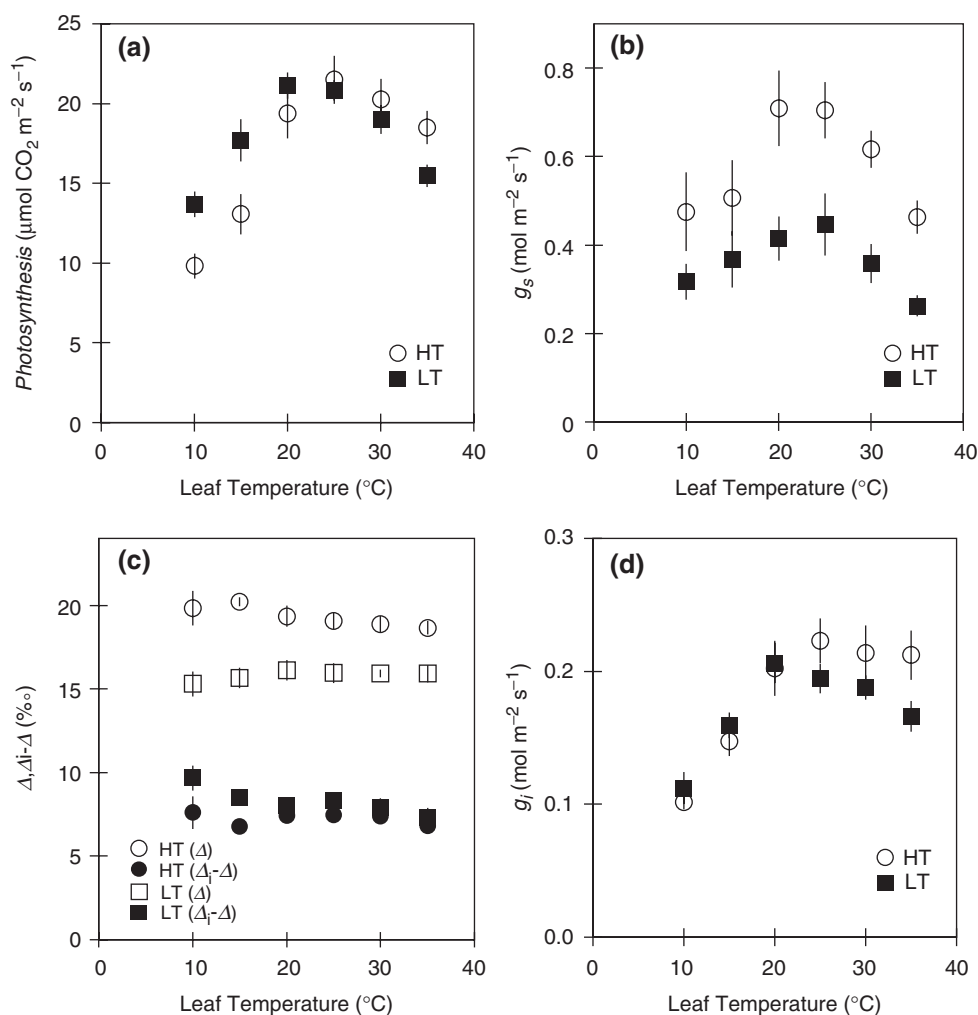 (a)
Photosynthesis (μmol CO₂ m⁻² s⁻¹)
25
20
15
10
5
0
0 10 20 30 40
Leaf Temperature (°C)
HT
LT
(b)
gₛ (mol m⁻² s⁻¹)
0.8
0.6
0.4
0.2
0
0 10 20 30 40
Leaf Temperature (°C)
HT
LT
(c)
Δ,Δi-Δ (‰)
20
15
10
5
0
0 10 20 30 40
Leaf Temperature (°C)
HT (Δ)
HT (Δᵢ-Δ)
LT (Δ)
LT (Δᵢ-Δ)
(d)
gᵢ (mol m⁻² s⁻¹)
0.3
0.2
0.1
0.0
0 10 20 30 40
Leaf Temperature (°C)
HT
LT